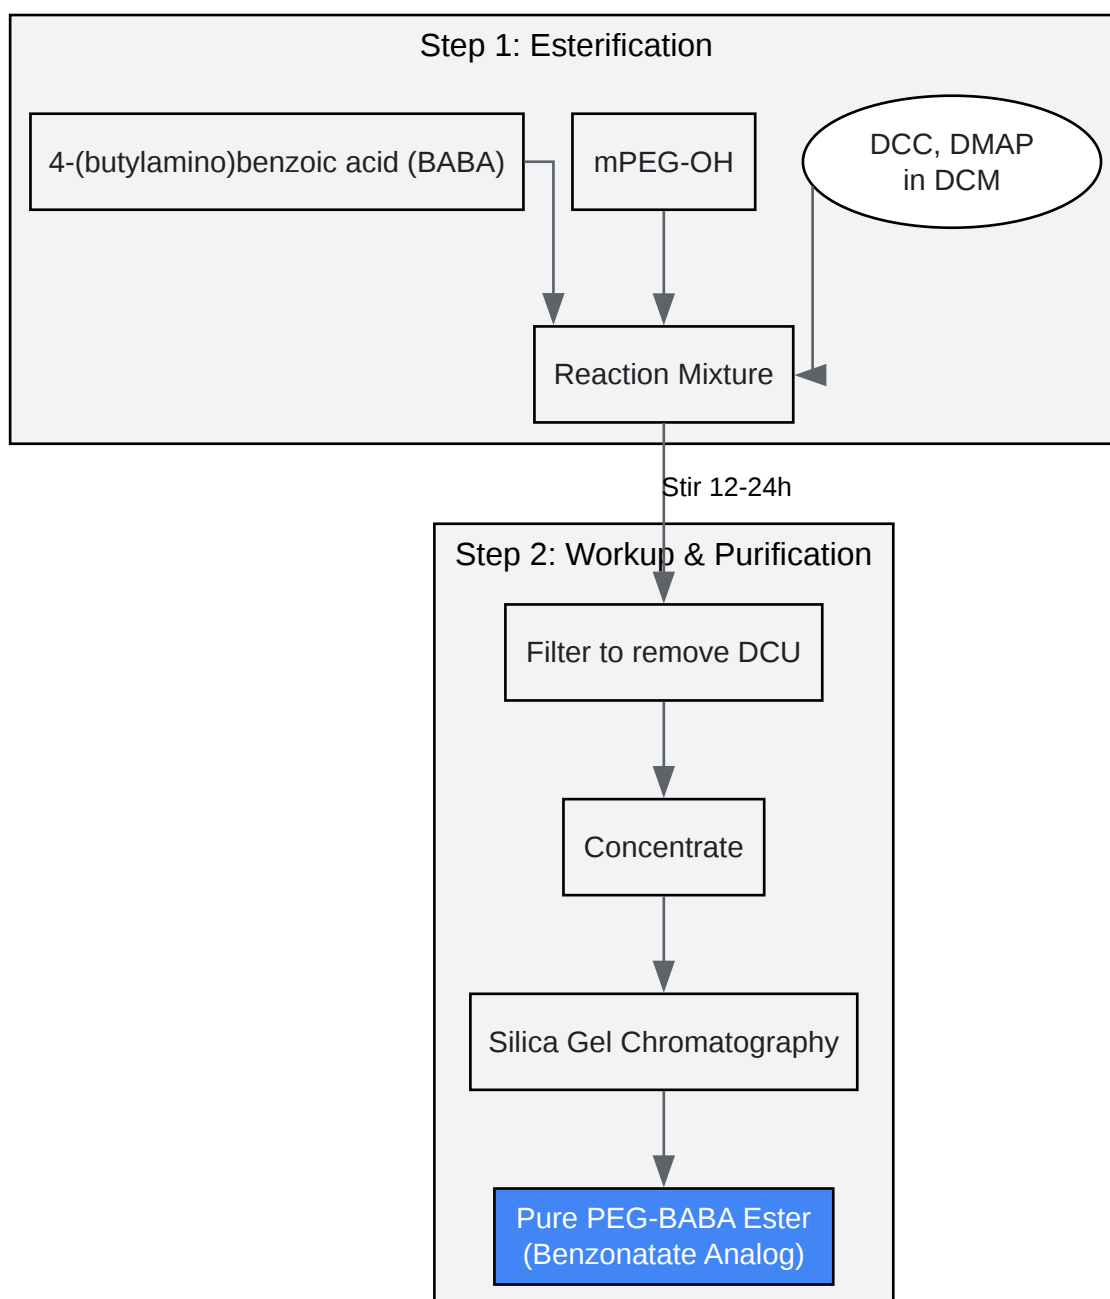 Step 1: Esterification
4-(butylamino)benzoic acid (BABA)
mPEG-OH
DCC, DMAP
in DCM
Reaction Mixture
Stir 12-24h
Step 2: Workup & Purification
Filter to remove DCU
Concentrate
Silica Gel Chromatography
Pure PEG-BABA Ester
(Benzonatate Analog)